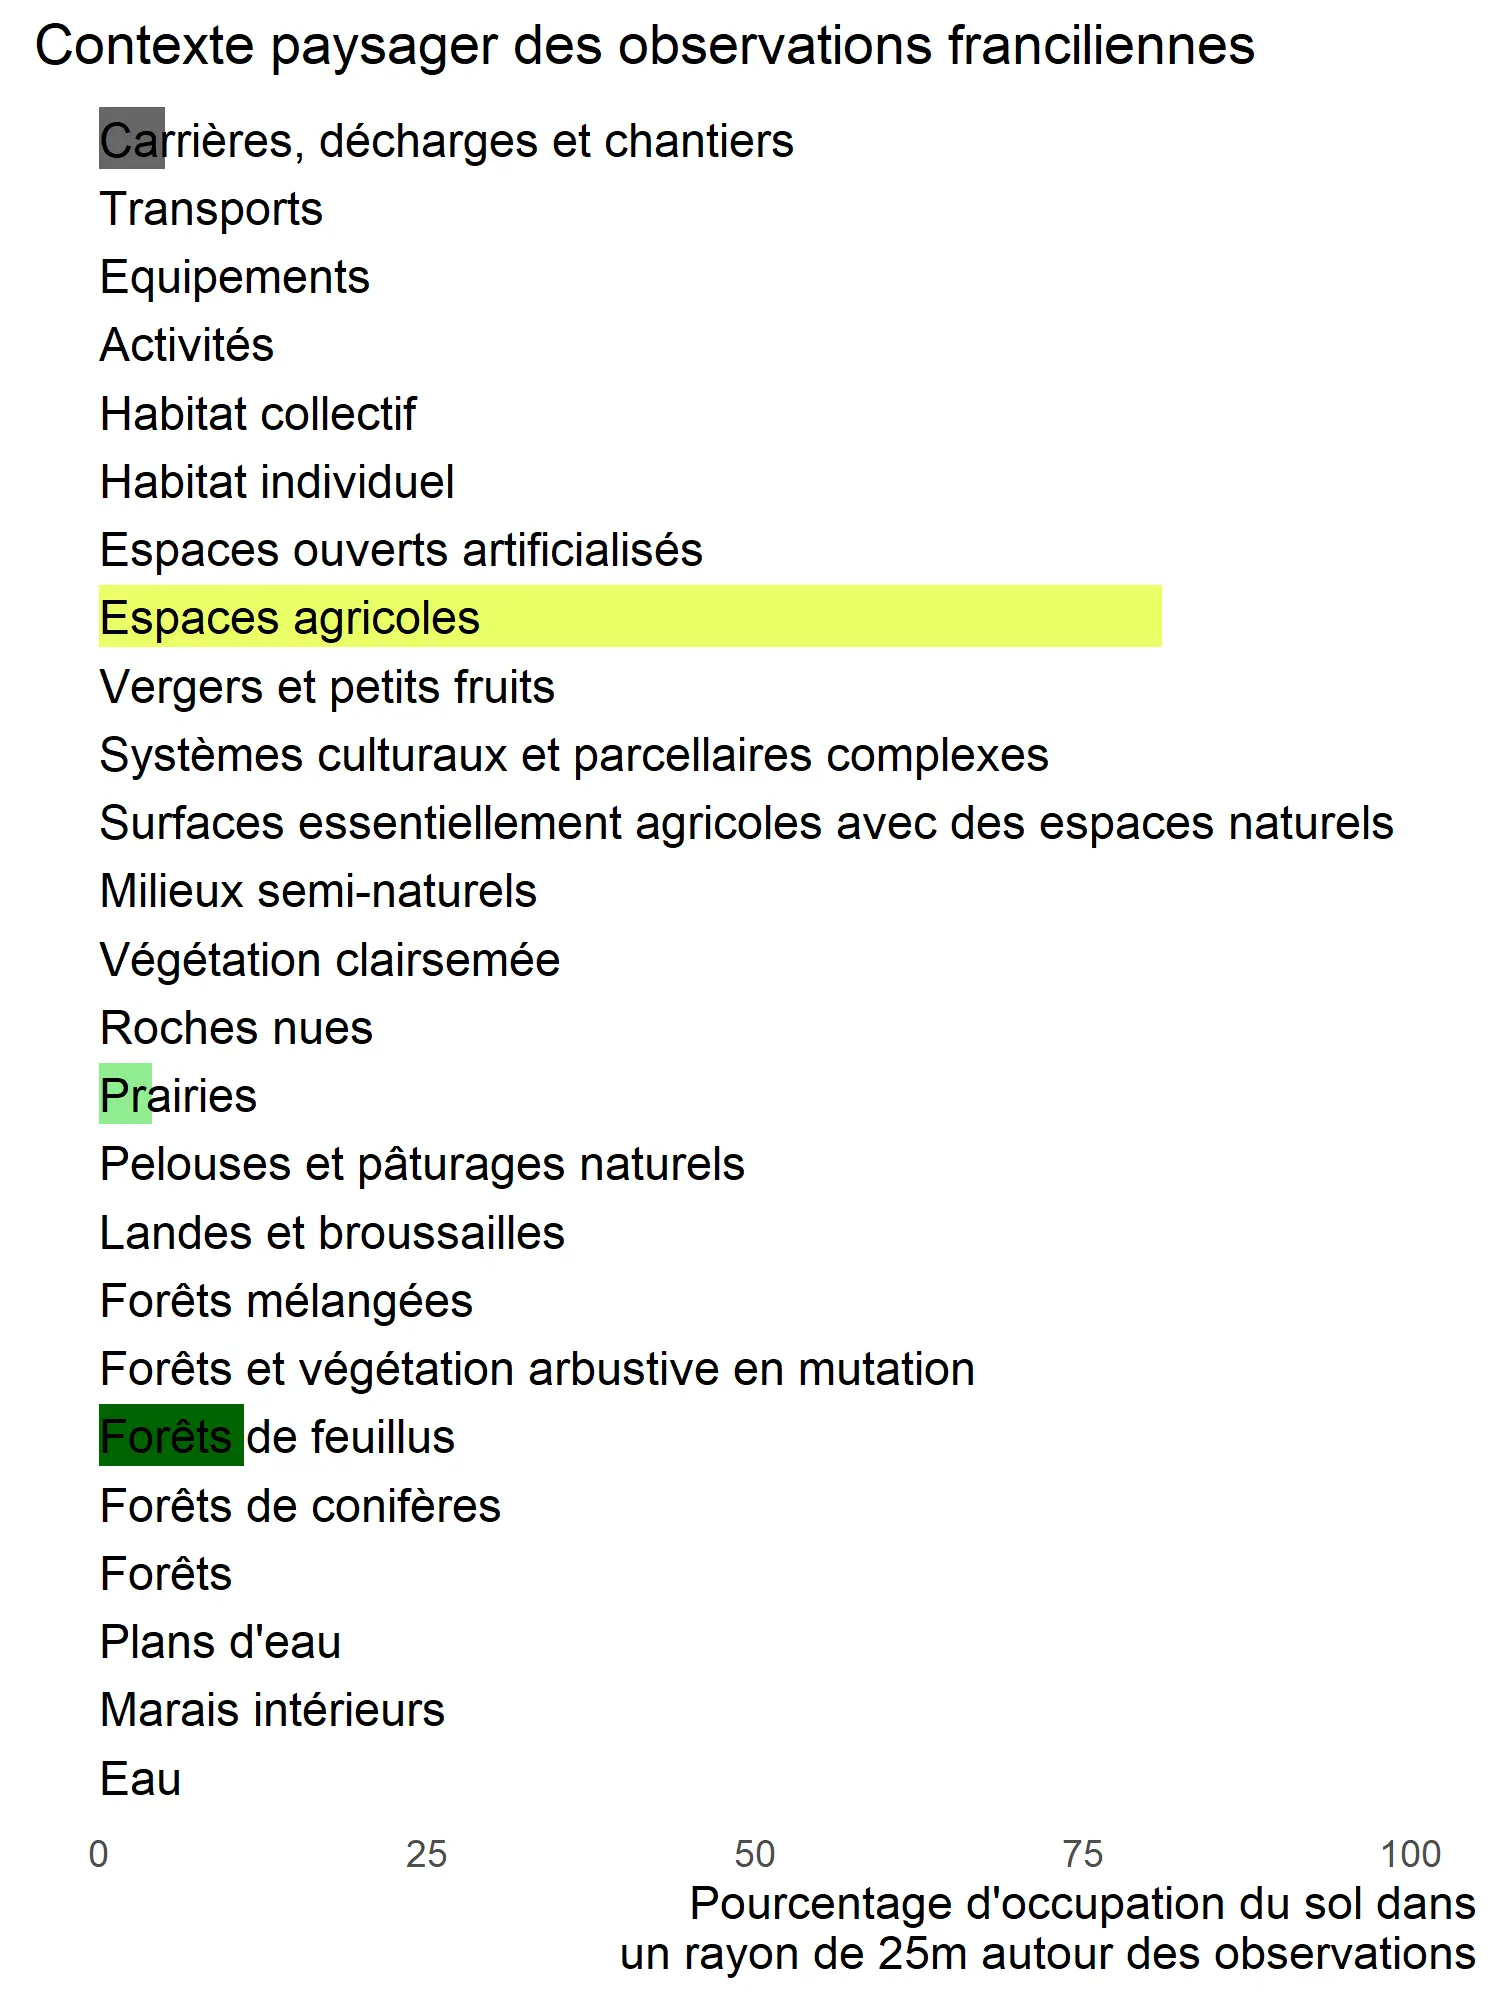 Contexte paysager des observations franciliennes
Carrières, décharges et chantiers
Transports
Equipements
Activités
Habitat collectif
Habitat individuel
Espaces ouverts artificialisés
Espaces agricoles
Vergers et petits fruits
Systèmes culturaux et parcellaires complexes
Surfaces essentiellement agricoles avec des espaces naturels
Milieux semi-naturels
Végétation clairsemée
Roches nues
Prairies
Pelouses et pâturages naturels
Landes et broussailles
Forêts mélangées
Forêts et végétation arbustive en mutation
Forêts de feuillus
Forêts de conifères
Forêts
Plans d'eau
Marais intérieurs
Eau
0 25 50 75 100
Pourcentage d'occupation du sol dans
un rayon de 25m autour des observations